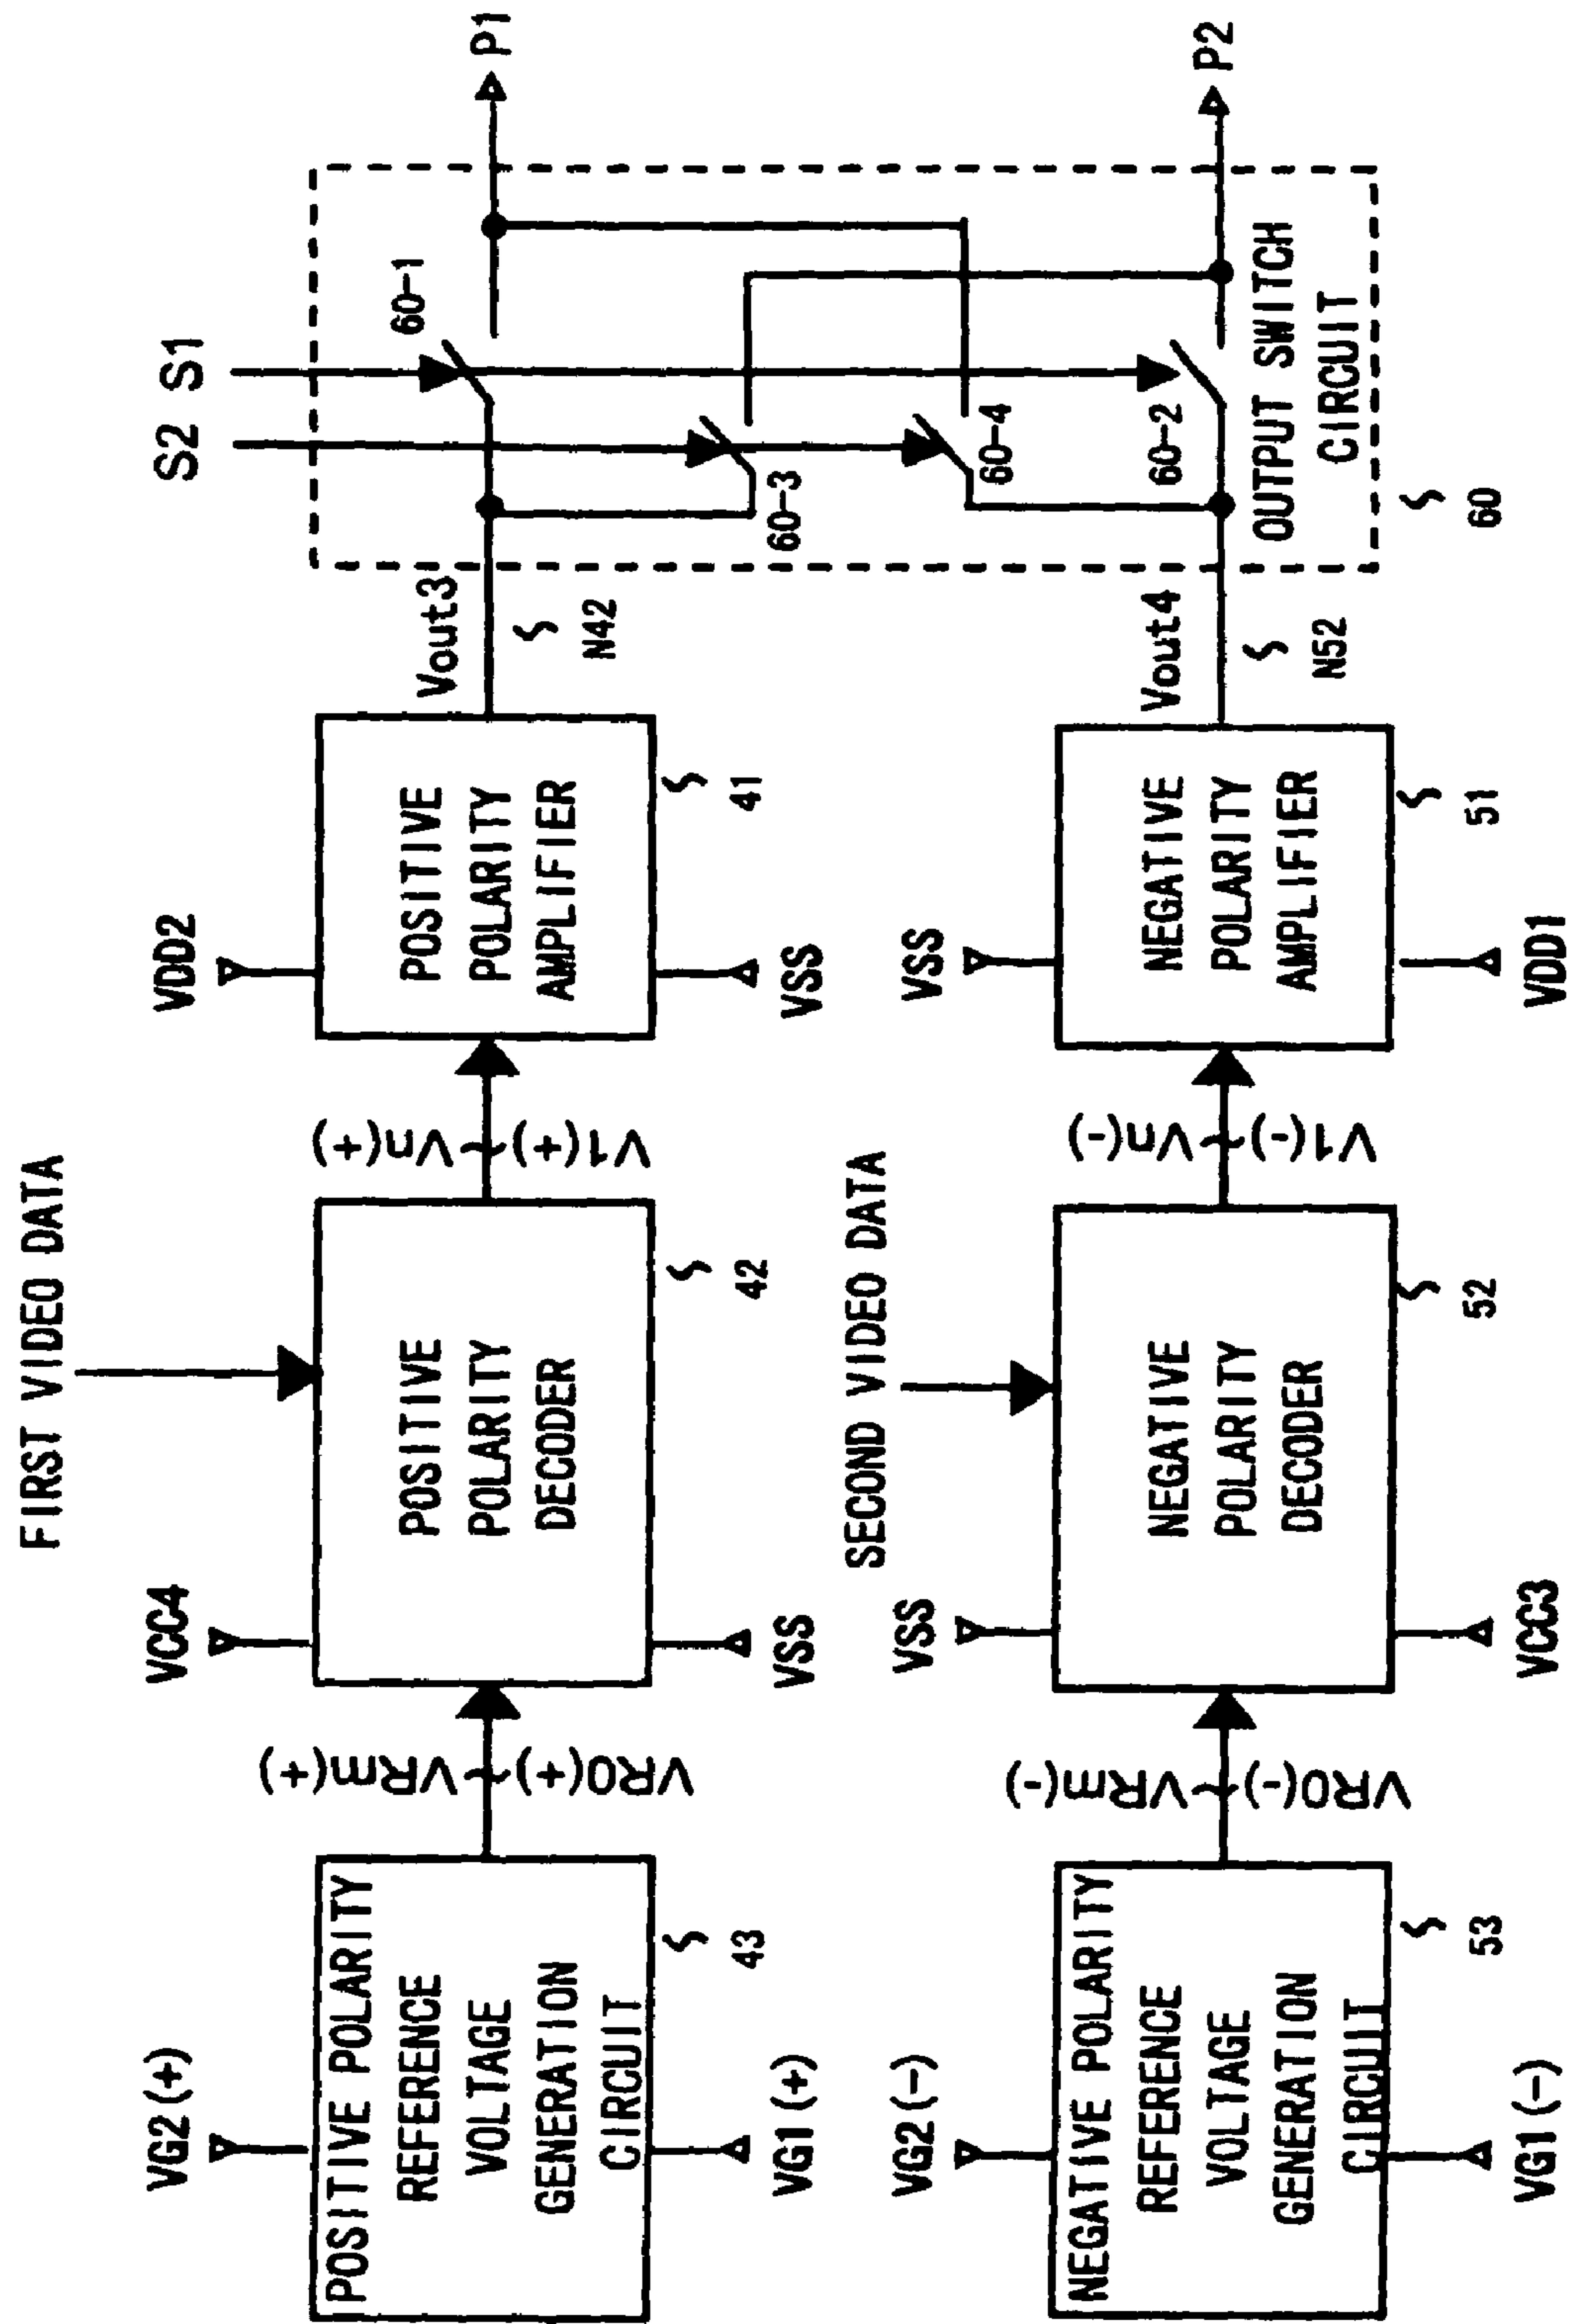 FIRST VIDEO DATA
SECOND VIDEO DATA
VG2(+)
POSITIVE POLARITY
REFERENCE
VOLTAGE
GENERATION
CIRCUIT
43
VG1(+)
VRm(+)
~
VR0(+)
VCC4
POSITIVE
POLARITY
DECODER
42
VSS
Vn(+)
~
V1(+)
VDD2
POSITIVE
POLARITY
AMPLIFIER
41
VSS
Vout3
N42
S2
S1
60-1
60-3
60-4
60-2
OUTPUT SWITCH
CIRCUIT
60
P1
P2
VG2(-)
NEGATIVE POLARITY
REFERENCE
VOLTAGE
GENERATION
CIRCUIT
53
VG1(-)
VRm(-)
~
VR0(-)
VSS
NEGATIVE
POLARITY
DECODER
52
VCC3
Vn(-)
~
V1(-)
VSS
NEGATIVE
POLARITY
AMPLIFIER
51
VDD1
Vout4
N52